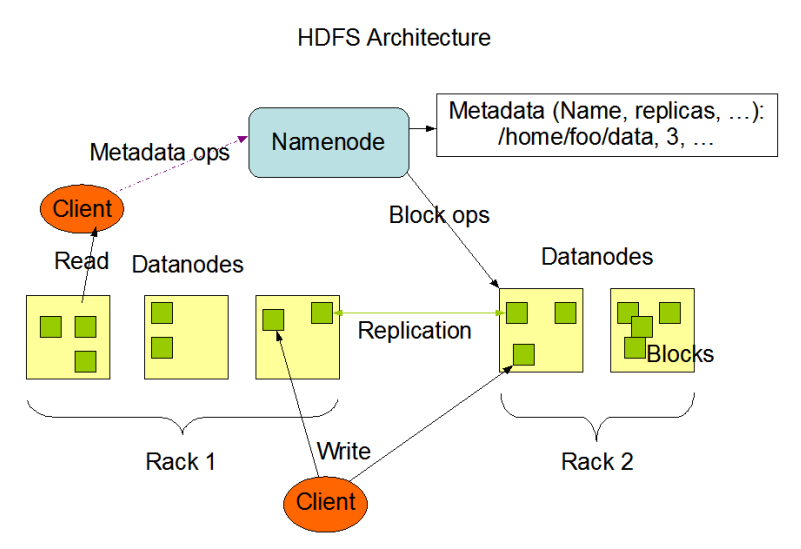 HDFS Architecture
Metadata (Name, replicas, …):
/home/foo/data, 3, …
Namenode
Metadata ops
Client
Block ops
Read
Datanodes
Datanodes
Replication
Blocks
Rack 1
Write
Rack 2
Client